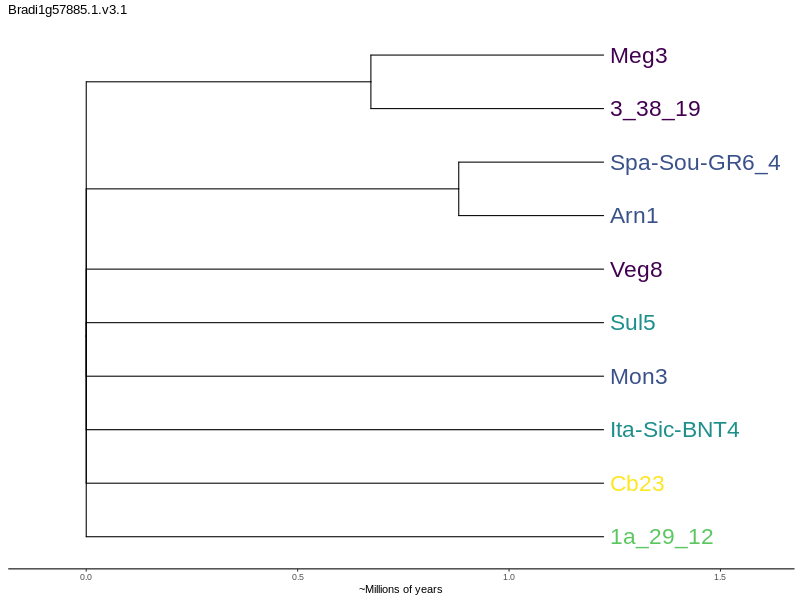 Bradi1g57885.1.v3.1
Meg3
3_38_19
Spa-Sou-GR6_4
Arn1
Veg8
Sul5
Mon3
Ita-Sic-BNT4
Cb23
1a_29_12
0.0 0.5 1.0 1.5
~Millions of years